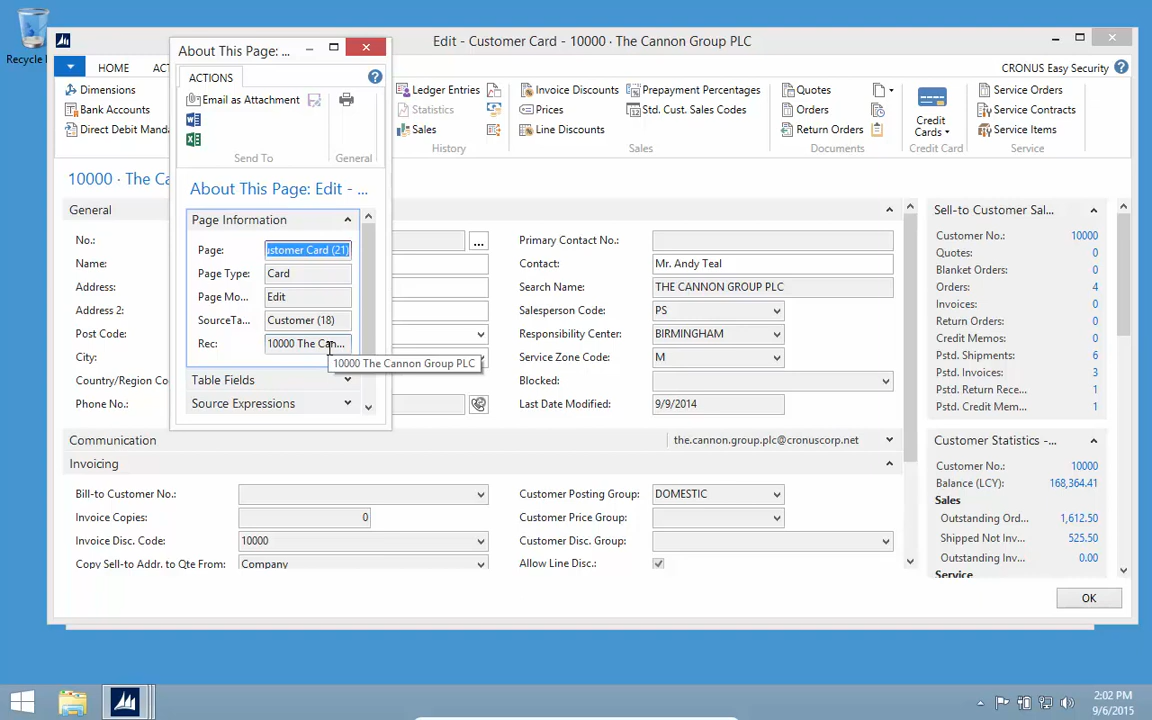 Recycle
Edit - Customer Card - 10000 · The Cannon Group PLC
About This Page: ...
HOME
CRONUS Easy Security
ACTIONS
Dimensions
Bank Accounts
Direct Debit Manda
Email as Attachment
Send To
General
Ledger Entries
Statistics
Sales
History
Invoice Discounts
Prices
Line Discounts
Prepayment Percentages
Std. Cust. Sales Codes
Sales
Quotes
Orders
Return Orders
Documents
Credit
Cards
Credit Card
Service Orders
Service Contracts
Service Items
Service
10000 · The Ca
About This Page: Edit - ...
Page Information
Page: ustomer Card (21)
Page Type: Card
Page Mo... Edit
SourceTa... Customer (18)
Rec: 10000 The Can...
10000 The Cannon Group PLC
Table Fields
Source Expressions
General
No.:
Name:
Address:
Address 2:
Post Code:
City:
Country/Region Co
Phone No.:
Primary Contact No.:
Contact: Mr. Andy Teal
Search Name: THE CANNON GROUP PLC
Salesperson Code: PS
Responsibility Center: BIRMINGHAM
Service Zone Code: M
Blocked:
Last Date Modified: 9/9/2014
Communication the.cannon.group.plc@cronuscorp.net
Invoicing
Bill-to Customer No.:
Invoice Copies: 0
Invoice Disc. Code: 10000
Copy Sell-to Addr. to Qte From: Company
Customer Posting Group: DOMESTIC
Customer Price Group:
Customer Disc. Group:
Allow Line Disc.:
Sell-to Customer Sal...
Customer No.: 10000
Quotes: 0
Blanket Orders: 0
Orders: 4
Invoices: 0
Credit Memos: 0
Pstd. Shipments: 6
Pstd. Invoices: 3
Pstd. Return Rece... 1
Pstd. Credit Mem... 1
Customer Statistics -...
Customer No.: 10000
Balance (LCY): 168,364.41
Sales
Outstanding Ord... 1,612.50
Shipped Not Inv... 525.50
Outstanding Inv... 0.00
Service
OK
2:02 PM
9/6/2015